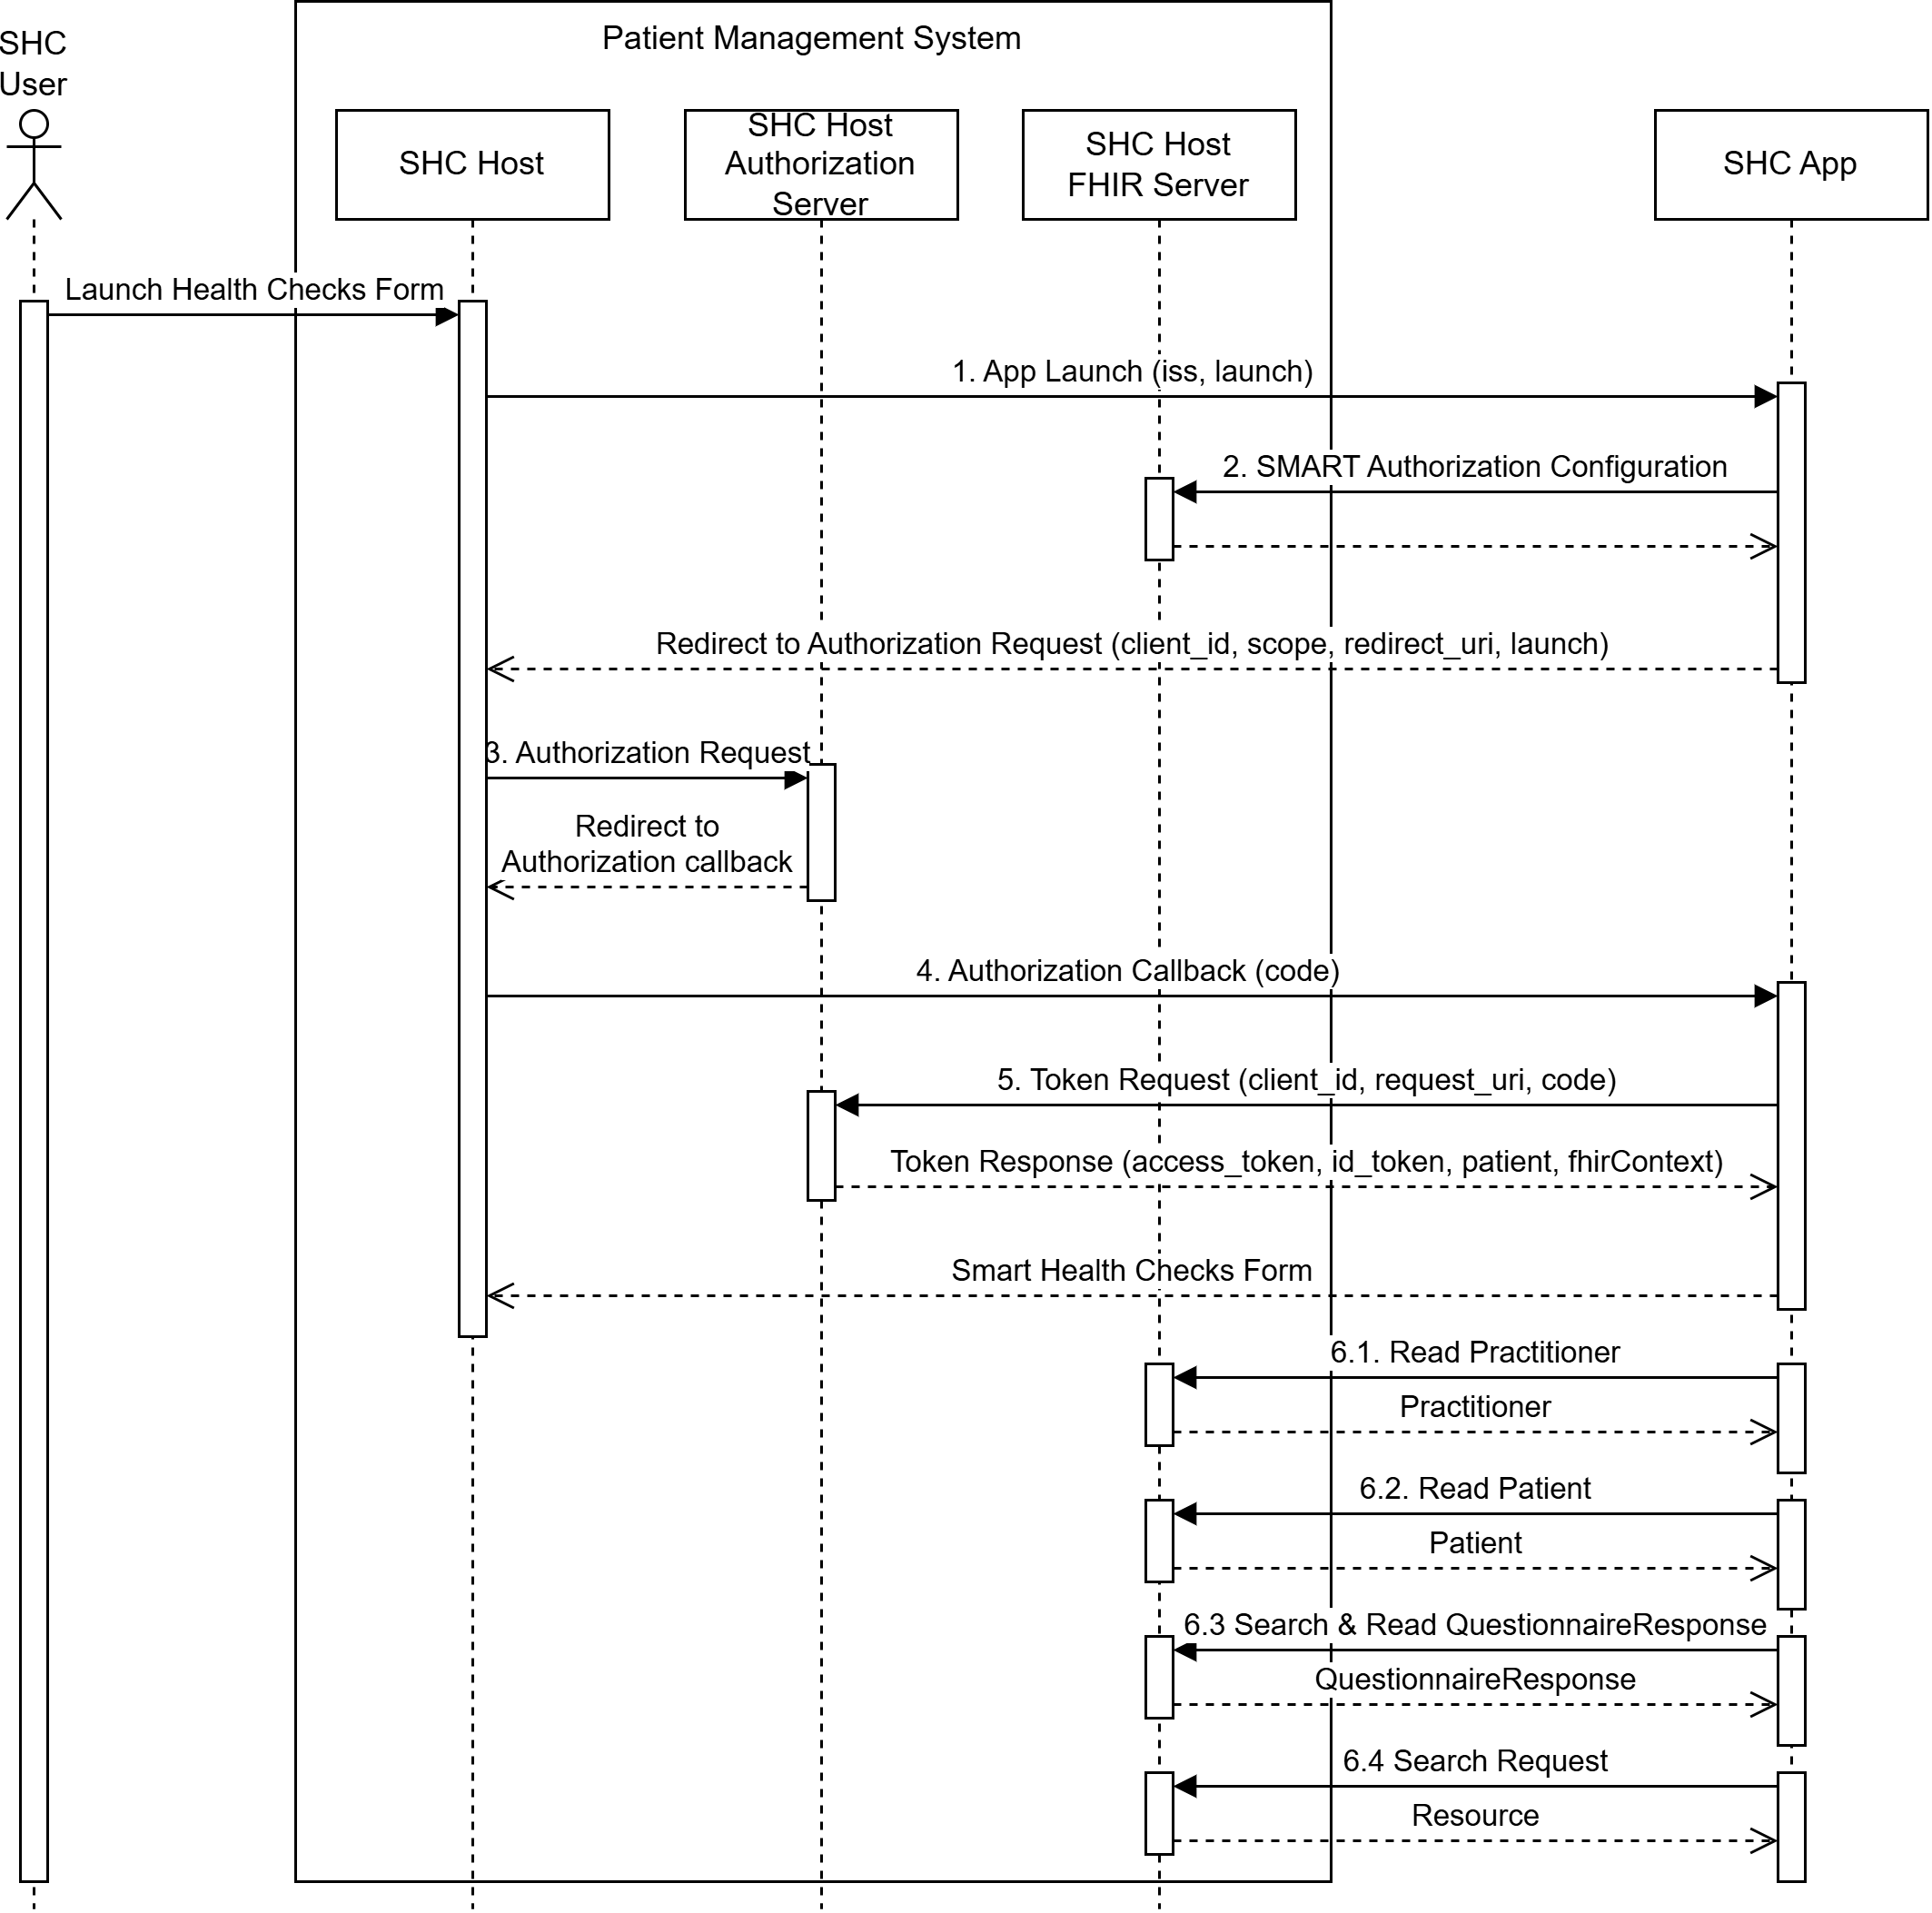 Patient Management System
SHC
User
SHC Host
SHC Host
Authorization
Server
SHC Host
FHIR Server
SHC App
Launch Health Checks Form
1. App Launch (iss, launch)
2. SMART Authorization Configuration
Redirect to Authorization Request (client_id, scope, redirect_uri, launch)
3. Authorization Request
Redirect to
Authorization callback
4. Authorization Callback (code)
5. Token Request (client_id, request_uri, code)
Token Response (access_token, id_token, patient, fhirContext)
Smart Health Checks Form
6.1. Read Practitioner
Practitioner
6.2. Read Patient
Patient
6.3 Search & Read QuestionnaireResponse
QuestionnaireResponse
6.4 Search Request
Resource